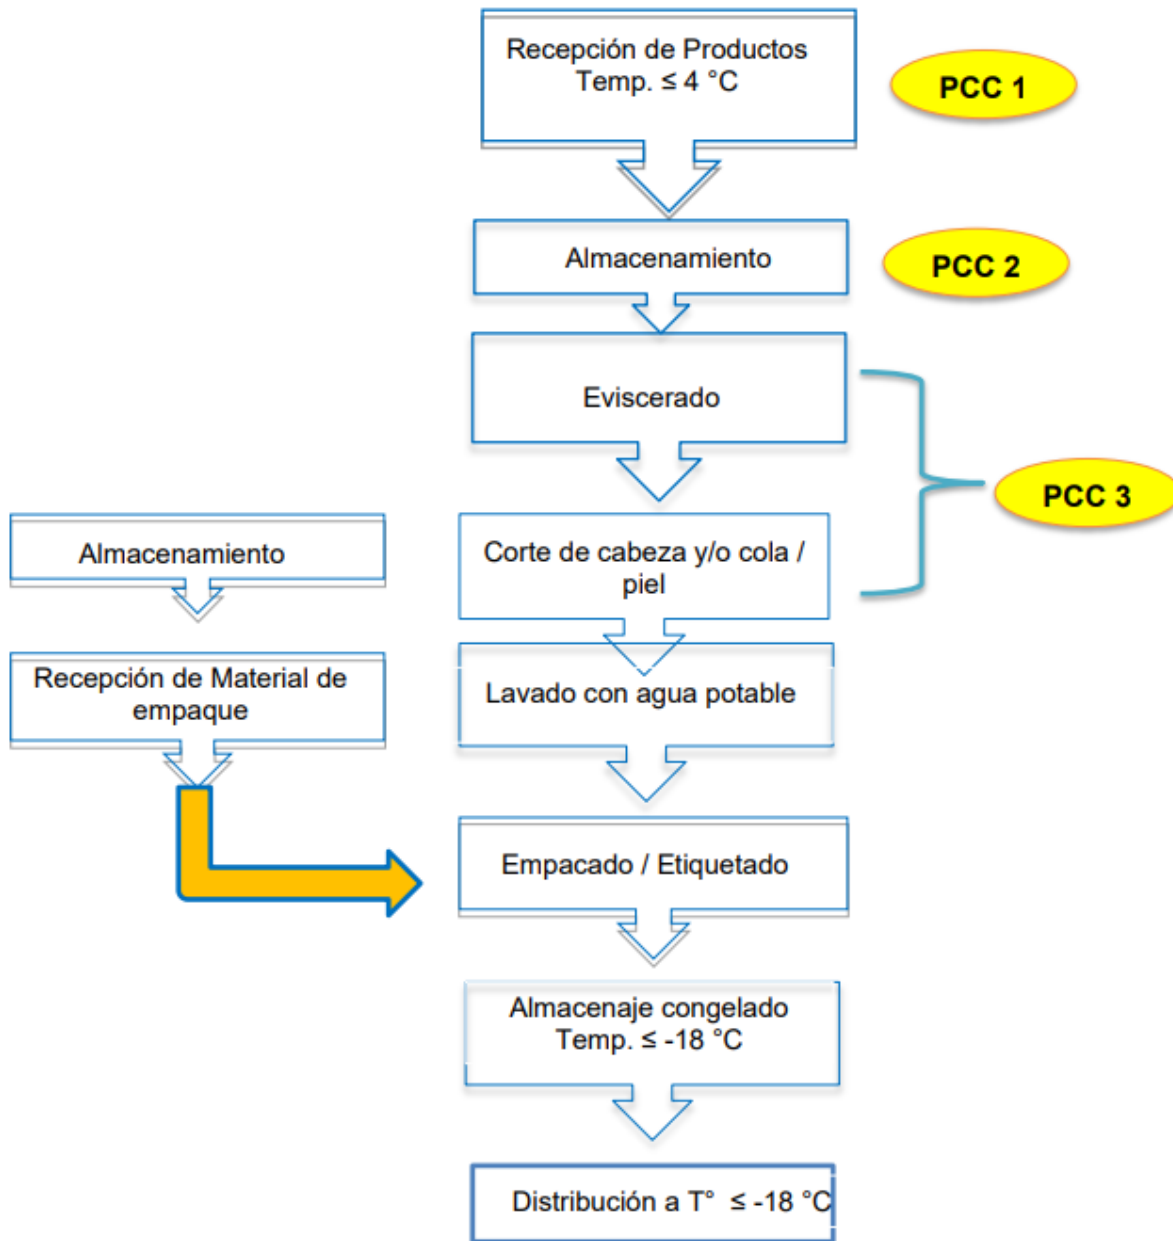 Recepción de Productos
Temp. ≤ 4 °C
PCC 1
Almacenamiento
PCC 2
Eviscerado
PCC 3
Corte de cabeza y/o cola /
piel
Almacenamiento
Recepción de Material de
empaque
Lavado con agua potable
Empacado / Etiquetado
Almacenaje congelado
Temp. ≤ -18 °C
Distribución a T° ≤ -18 °C